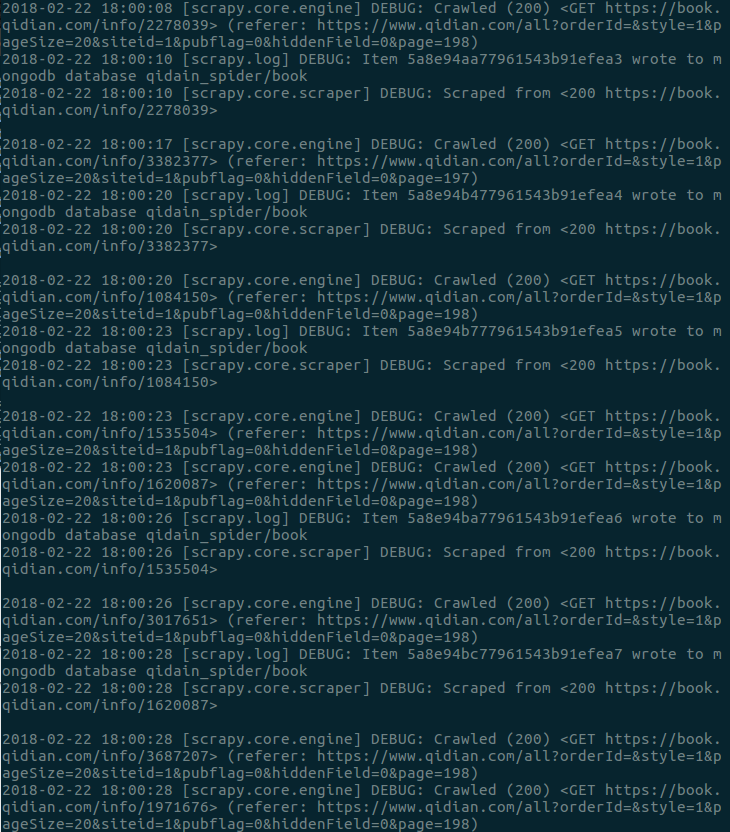 2018-02-22 18:00:08 [scrapy.core.engine] DEBUG: Crawled (200) <GET https://book.
qidian.com/info/2278039> (referer: https://www.qidian.com/all?orderId=&style=1&p
ageSize=20&siteid=1&pubflag=0&hiddenField=0&page=198)
2018-02-22 18:00:10 [scrapy.log] DEBUG: Item 5a8e94aa77961543b91efea3 wrote to m
ongodb database qidain_spider/book
2018-02-22 18:00:10 [scrapy.core.scraper] DEBUG: Scraped from <200 https://book.
qidian.com/info/2278039>
2018-02-22 18:00:17 [scrapy.core.engine] DEBUG: Crawled (200) <GET https://book.
qidian.com/info/3382377> (referer: https://www.qidian.com/all?orderId=&style=1&p
ageSize=20&siteid=1&pubflag=0&hiddenField=0&page=197)
2018-02-22 18:00:20 [scrapy.log] DEBUG: Item 5a8e94b477961543b91efea4 wrote to m
ongodb database qidain_spider/book
2018-02-22 18:00:20 [scrapy.core.scraper] DEBUG: Scraped from <200 https://book.
qidian.com/info/3382377>
2018-02-22 18:00:20 [scrapy.core.engine] DEBUG: Crawled (200) <GET https://book.
qidian.com/info/1084150> (referer: https://www.qidian.com/all?orderId=&style=1&p
ageSize=20&siteid=1&pubflag=0&hiddenField=0&page=198)
2018-02-22 18:00:23 [scrapy.log] DEBUG: Item 5a8e94b777961543b91efea5 wrote to m
ongodb database qidain_spider/book
2018-02-22 18:00:23 [scrapy.core.scraper] DEBUG: Scraped from <200 https://book.
qidian.com/info/1084150>
2018-02-22 18:00:23 [scrapy.core.engine] DEBUG: Crawled (200) <GET https://book.
qidian.com/info/1535504> (referer: https://www.qidian.com/all?orderId=&style=1&p
ageSize=20&siteid=1&pubflag=0&hiddenField=0&page=198)
2018-02-22 18:00:23 [scrapy.core.engine] DEBUG: Crawled (200) <GET https://book.
qidian.com/info/1620087> (referer: https://www.qidian.com/all?orderId=&style=1&p
ageSize=20&siteid=1&pubflag=0&hiddenField=0&page=198)
2018-02-22 18:00:26 [scrapy.log] DEBUG: Item 5a8e94ba77961543b91efea6 wrote to m
ongodb database qidain_spider/book
2018-02-22 18:00:26 [scrapy.core.scraper] DEBUG: Scraped from <200 https://book.
qidian.com/info/1535504>
2018-02-22 18:00:26 [scrapy.core.engine] DEBUG: Crawled (200) <GET https://book.
qidian.com/info/3017651> (referer: https://www.qidian.com/all?orderId=&style=1&p
ageSize=20&siteid=1&pubflag=0&hiddenField=0&page=198)
2018-02-22 18:00:28 [scrapy.log] DEBUG: Item 5a8e94bc77961543b91efea7 wrote to m
ongodb database qidain_spider/book
2018-02-22 18:00:28 [scrapy.core.scraper] DEBUG: Scraped from <200 https://book.
qidian.com/info/1620087>
2018-02-22 18:00:28 [scrapy.core.engine] DEBUG: Crawled (200) <GET https://book.
qidian.com/info/3687207> (referer: https://www.qidian.com/all?orderId=&style=1&p
ageSize=20&siteid=1&pubflag=0&hiddenField=0&page=198)
2018-02-22 18:00:28 [scrapy.core.engine] DEBUG: Crawled (200) <GET https://book.
qidian.com/info/1971676> (referer: https://www.qidian.com/all?orderId=&style=1&p
ageSize=20&siteid=1&pubflag=0&hiddenField=0&page=198)